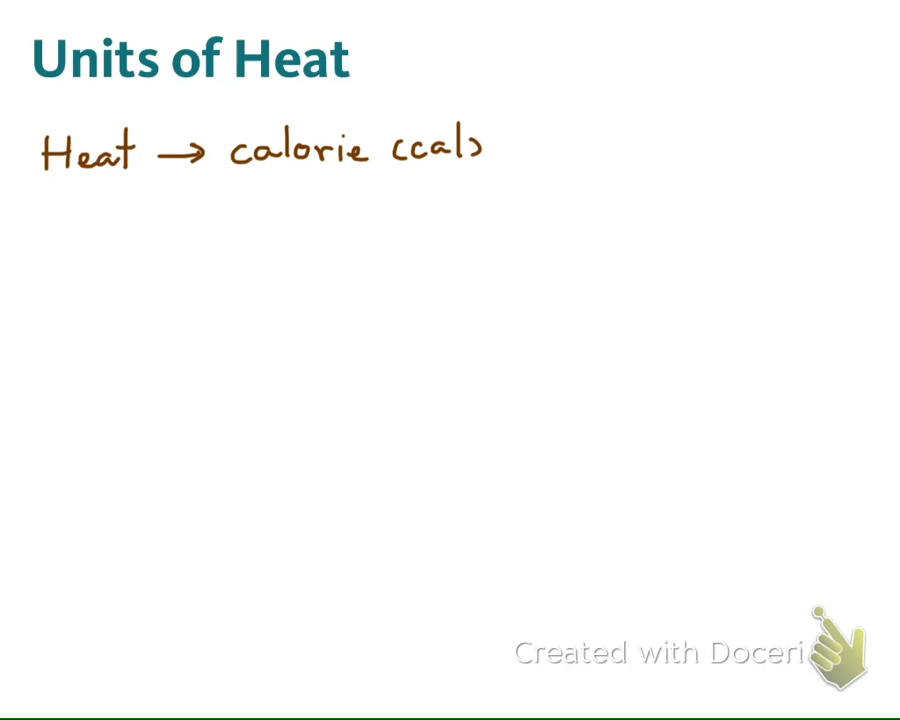 Units of Heat
Heat → calorie (cal)
Created with Doceri